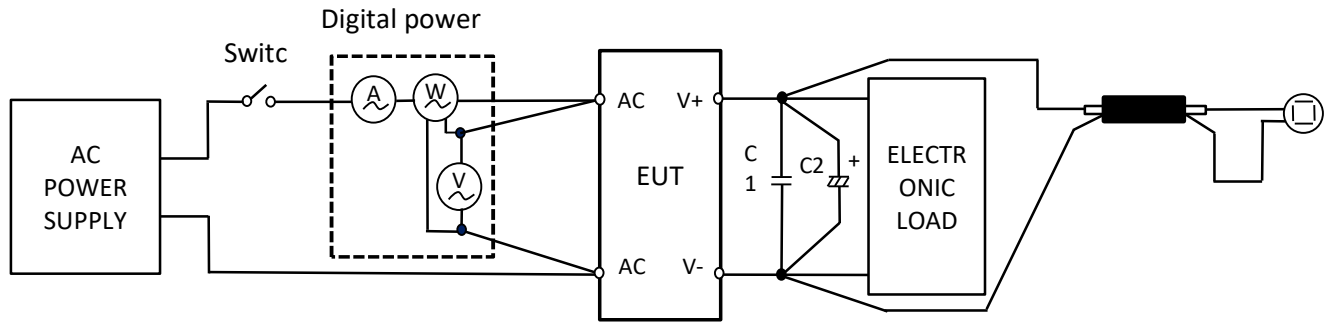 Digital power
Switc
A
W
AC
V+
AC
POWER
SUPPLY
V
EUT
C
1
C2
+
ELECTR
ONIC
LOAD
AC
V-